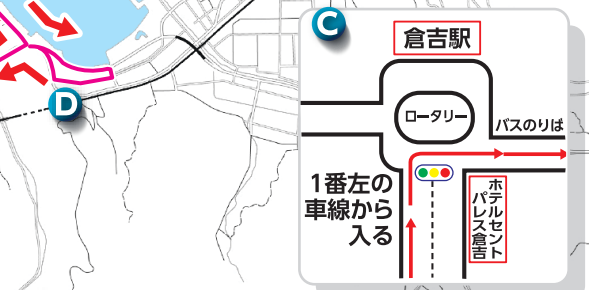 C
倉吉駅
ロータリー
バスのりば
1番左の
車線から
入る
ホテルセント
パレス倉吉
D